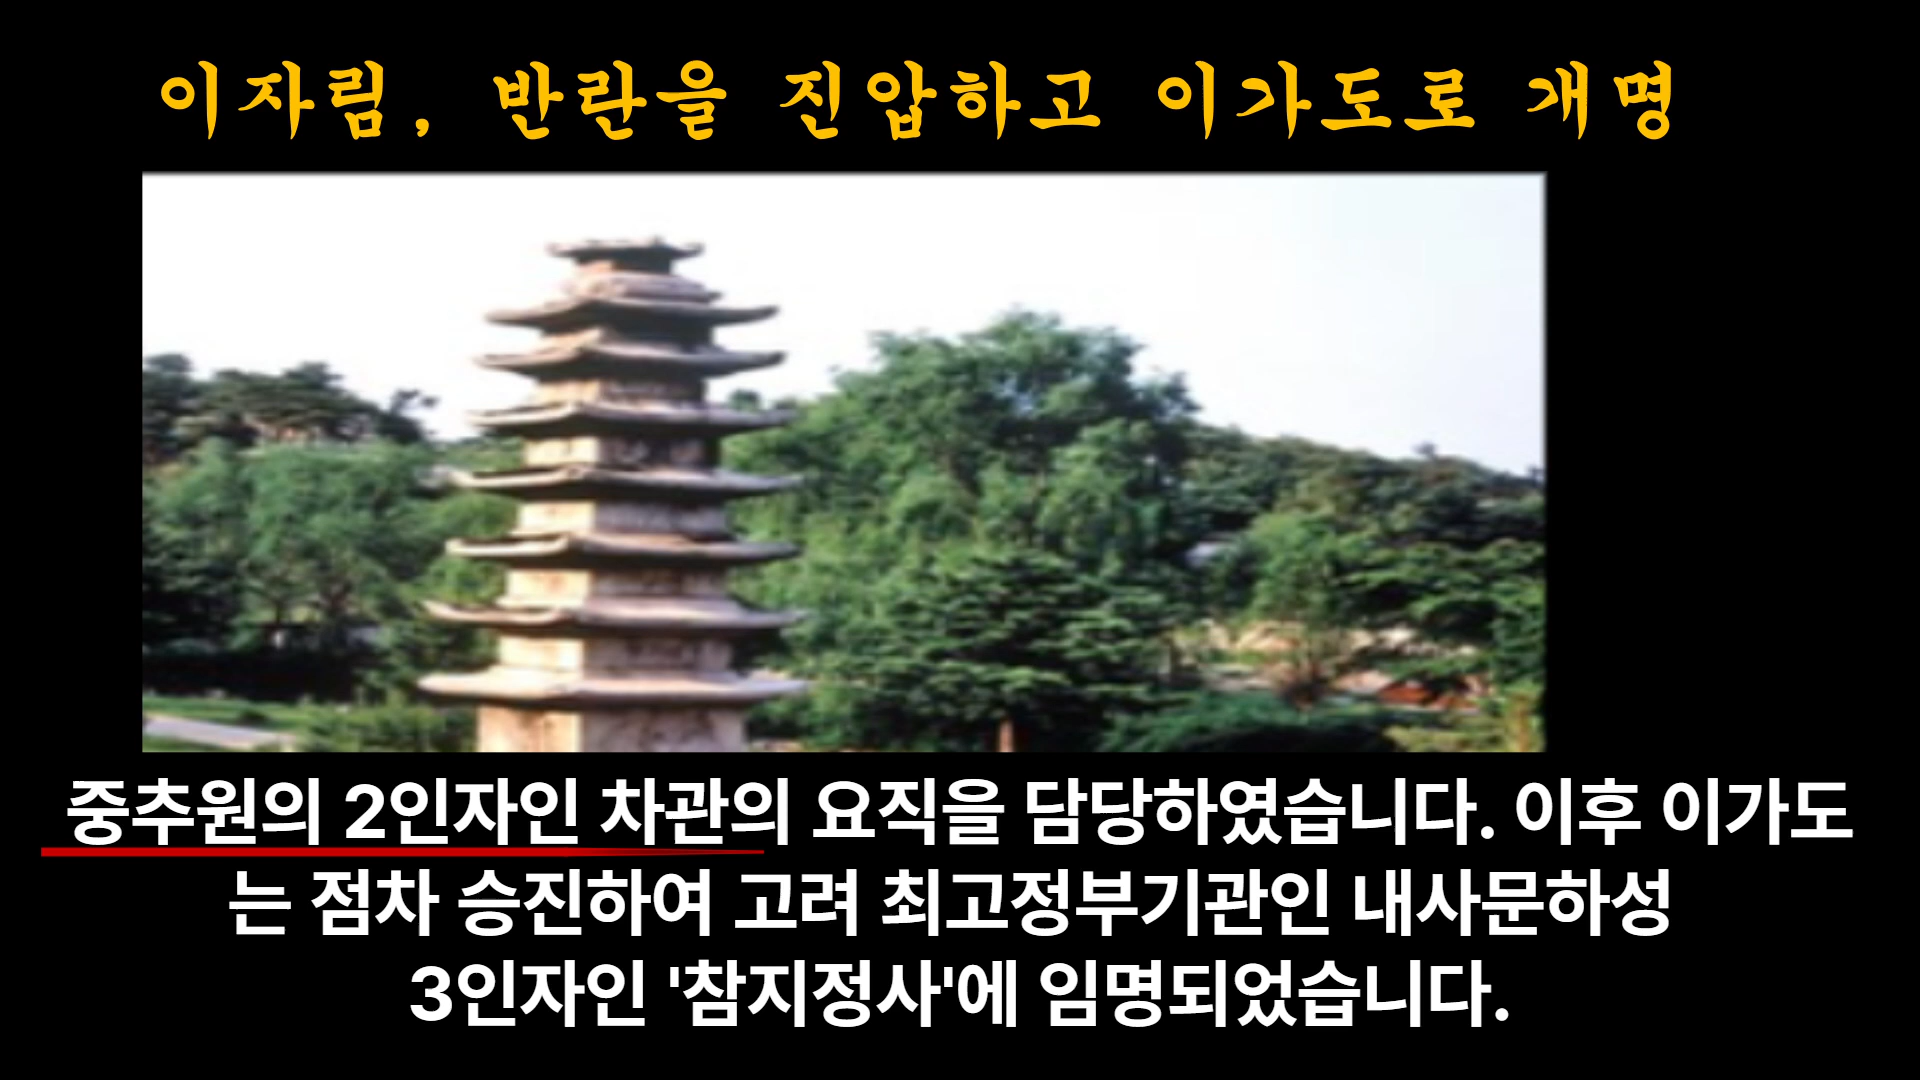 이자림, 반란을 진압하고 이가도로 개명
중추원의 2인자인 차관의 요직을 담당하였습니다. 이후 이가도
는 점차 승진하여 고려 최고정부기관인 내사문하성
3인자인 '참지정사'에 임명되었습니다.